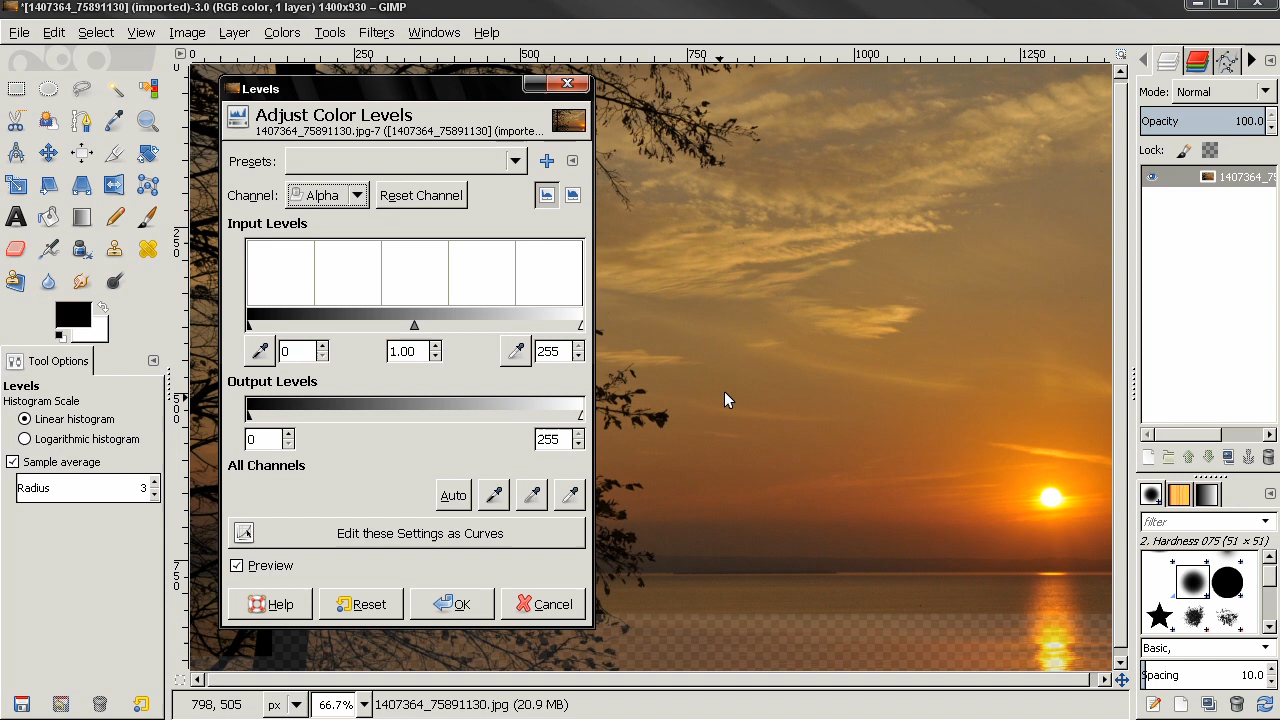 *[1407364_75891130] (imported)-3.0 (RGB color, 1 layer) 1400x930 – GIMP
File Edit Select View Image Layer Colors Tools Filters Windows Help
0 250 500 750 1000 1250
0
250
500
750
Levels
Adjust Color Levels
1407364_75891130.jpg-7 ([1407364_75891130] (importe...
Presets:
Channel: Alpha Reset Channel
Input Levels
0 1.00 255
Output Levels
0 255
All Channels
Auto
Edit these Settings as Curves
Preview
Help Reset OK Cancel
Tool Options
Levels
Histogram Scale
Linear histogram
Logarithmic histogram
Sample average
Radius 3
Mode: Normal
Opacity 100.0
Lock:
1407364_75
filter
2. Hardness 075 (51 × 51)
Basic,
Spacing 10.0
798, 505 px 66.7% 1407364_75891130.jpg (20.9 MB)